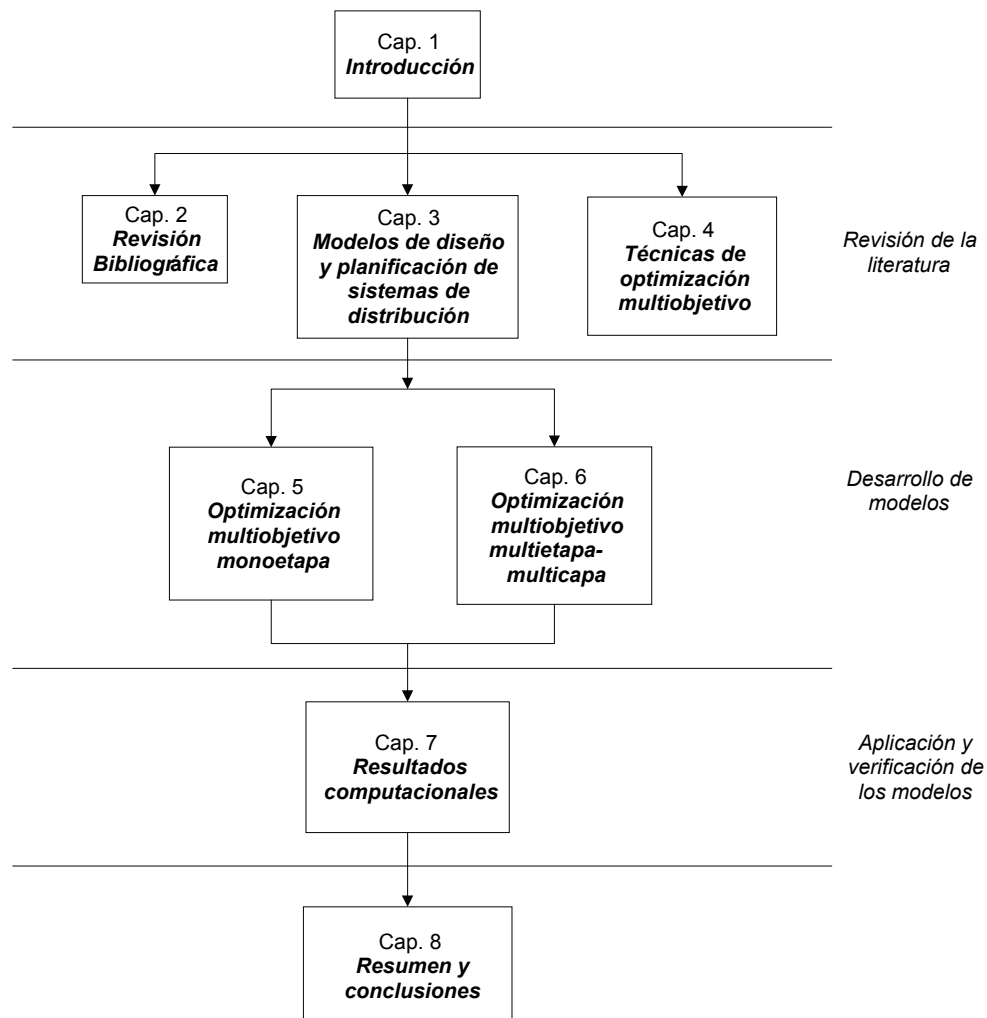 Cap. 1
Introducción
Cap. 2
Revisión
Bibliográfica
Cap. 3
Modelos de diseño
y planificación de
sistemas de
distribución
Cap. 4
Técnicas de
optimización
multiobjetivo
Revisión de la
literatura
Cap. 5
Optimización
multiobjetivo
monoetapa
Cap. 6
Optimización
multiobjetivo
multietapa-
multicapa
Desarrollo de
modelos
Cap. 7
Resultados
computacionales
Aplicación y
verificación de
los modelos
Cap. 8
Resumen y
conclusiones